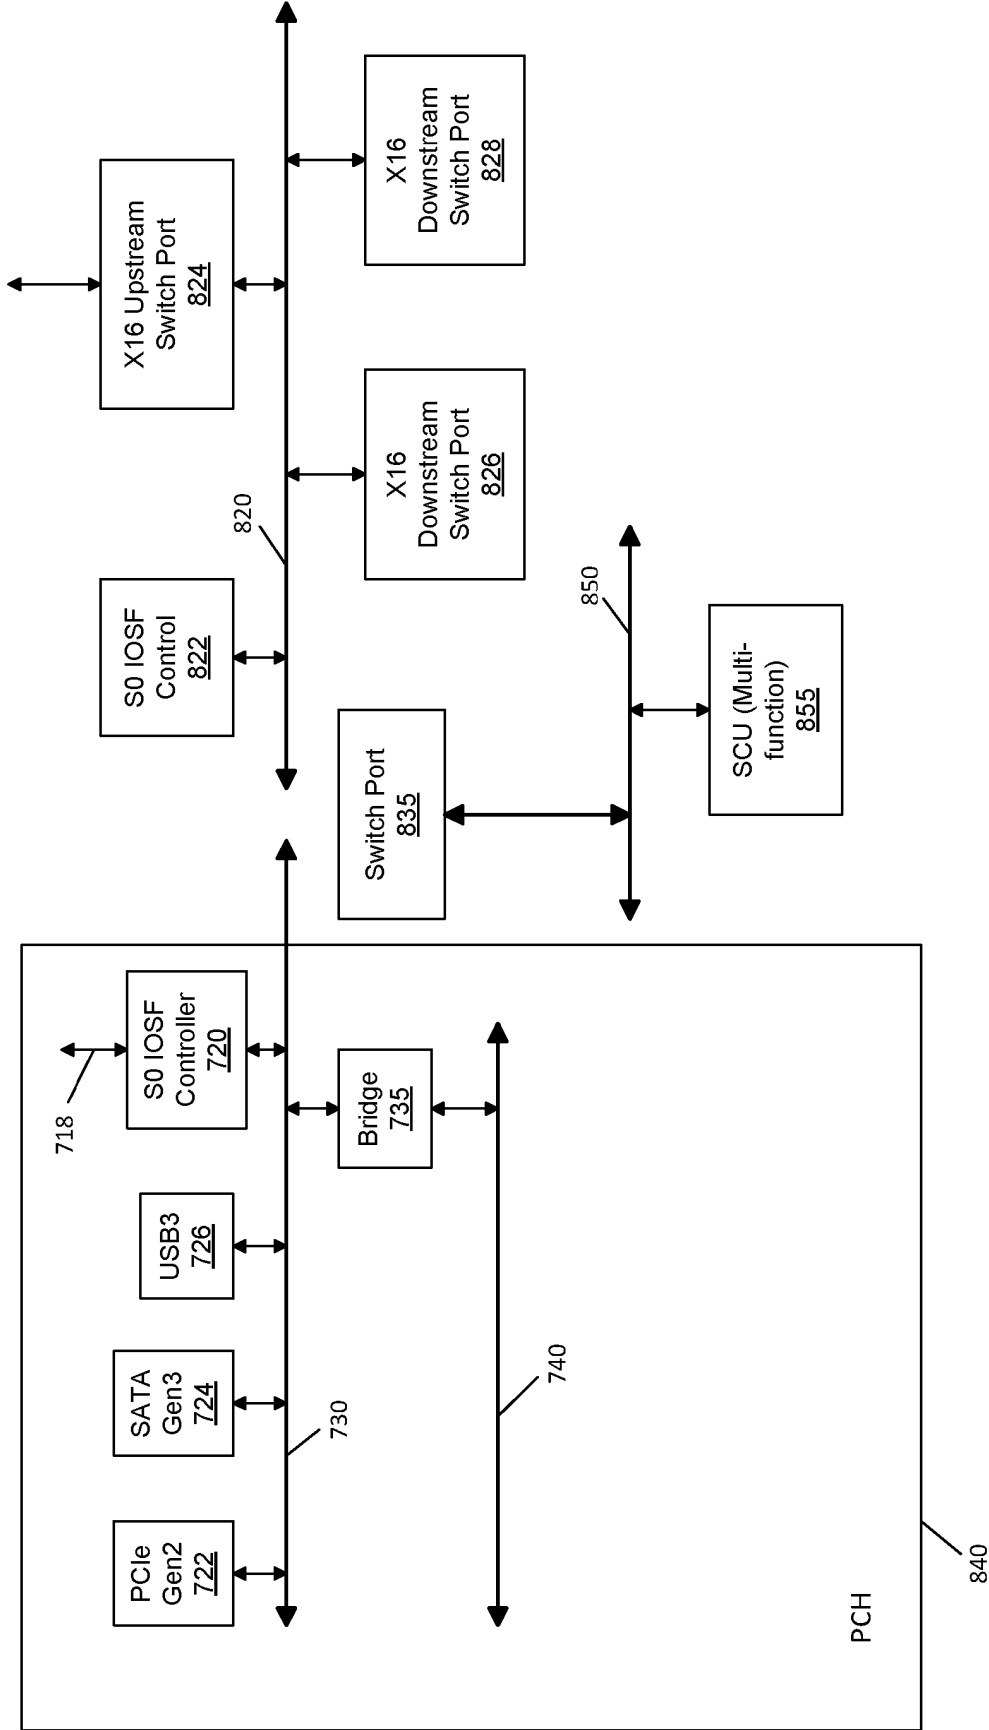 718
S0 IOSF
Controller
720
USB3
726
SATA
Gen3
724
PCIe
Gen2
722
730
Bridge
735
740
PCH
840
X16 Upstream
Switch Port
824
S0 IOSF
Control
822
820
X16
Downstream
Switch Port
826
X16
Downstream
Switch Port
828
Switch Port
835
850
SCU (Multi-
function)
855